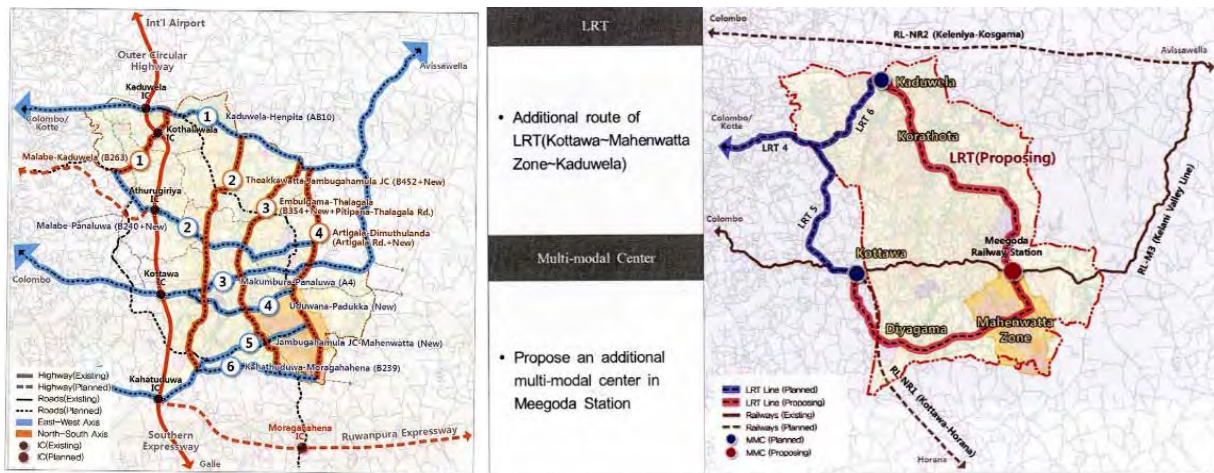 Int'l Airport
Outer Circular
Highway
Avissawella
Kaduwela
IC
Colombo/
Kotte
1
Kaduwela-Henpita (AB10)
Kothalawala
IC
1
Malabe-Kaduwela (B263)
2
Theakkawatta-Jambugahamula JC (B452+New)
Embulgama-Thalagala
(B354+New+Pitipana-Thalagala Rd.)
3
Athurugiriya
IC
Malabe-Panaluwa (B240+New)
2
4
Artigala-Dimuthulanda
(Artigala Rd.+New)
Colombo
Kottawa
IC
3
Makumbura-Panaluwa (A4)
4
Uduwana-Padukka (New)
5
Jambugahamula JC-Mahenwatta (New)
6
Kahathuduwa-Moragahahena (B239)
Kahatuduwa
IC
Moragahahena
IC
Ruwanpura Expressway
Southern
Expressway
Galle
Highway(Existing)
Highway(Planned)
Roads(Existing)
Roads(Planned)
East-West Axis
North-South Axis
IC(Existing)
IC(Planned)
LRT
• Additional route of
LRT(Kottawa~Mahenwatta
Zone~Kaduwela)
Multi-modal Center
• Propose an additional
multi-modal center in
Meegoda Station
Colombo
RL-NR2 (Keleniya-Kosgama)
Avissawella
Kaduwela
Colombo/
Kotte
LRT 4
LRT 6
Korathota
LRT(Proposing)
LRT 5
Colombo
Kottawa
Meegoda
Railway Station
RL-M3 (Kelani Valley Line)
Diyagama
Mahenwatta
Zone
RL-NR1 (Kottawa-Horana)
Horana
LRT Line (Planned)
LRT Line (Proposing)
Railways (Existing)
Railways (Planned)
MMC (Planned)
MMC (Proposing)